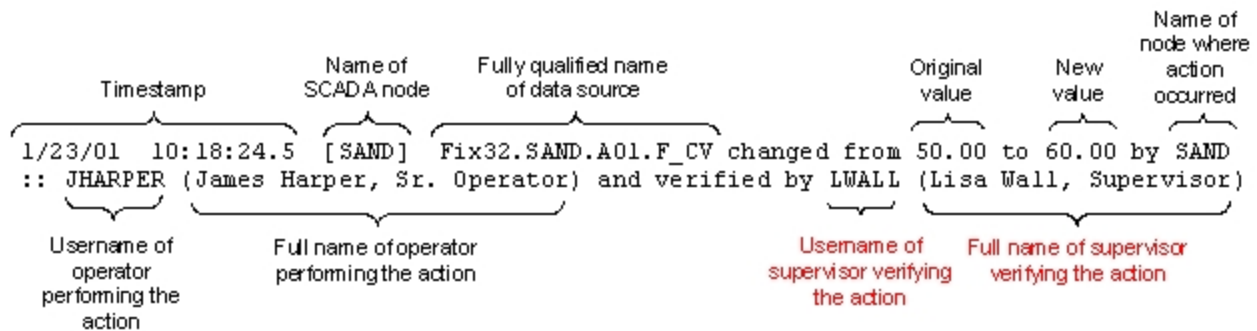 Name of
node where
action
occurred
Name of
SCADA node
Fully qualified name
of data source
Original
value
New
value
Timestamp
1/23/01 10:18:24.5 [SAND] Fix32.SAND.A01.F_CV changed from 50.00 to 60.00 by SAND
:: JHARPER (James Harper, Sr. Operator) and verified by LWALL (Lisa Wall, Supervisor)
Username of
operator
performing the
action
Full name of operator
performing the action
Username of
supervisor verifying
the action
Full name of supervisor
verifying the action